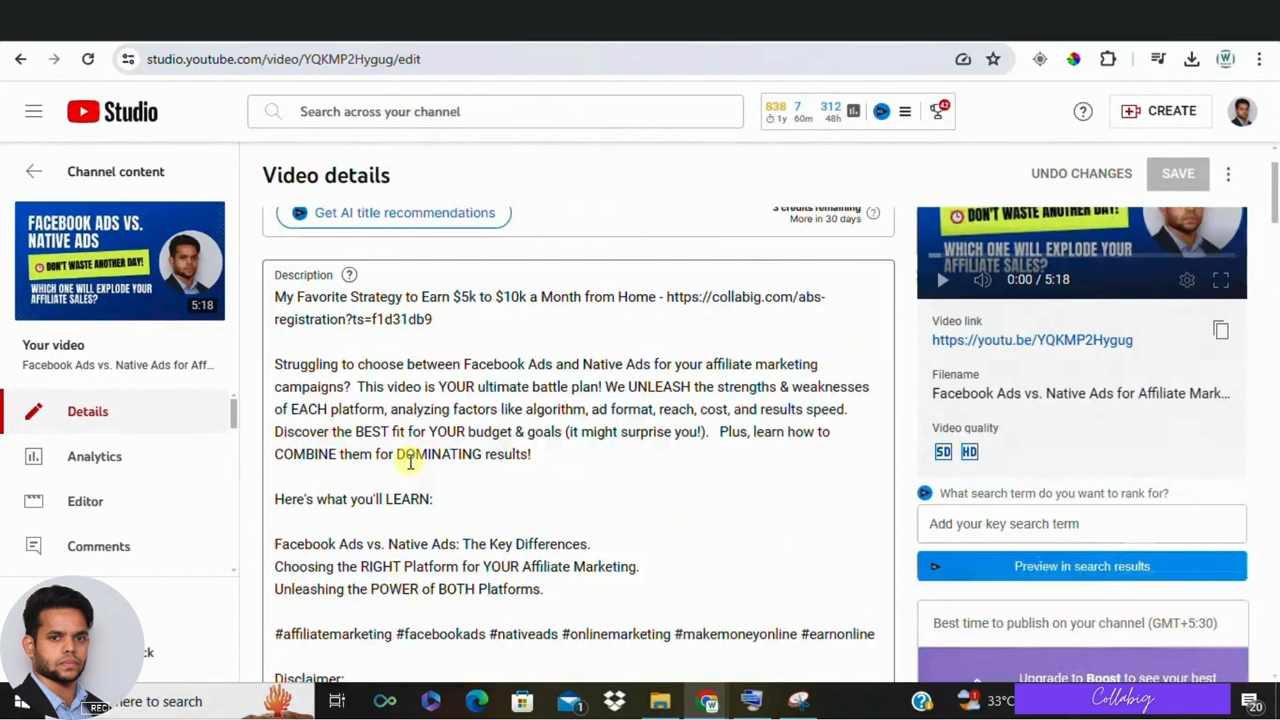 studio.youtube.com/video/YQKMP2Hygug/edit
Studio
Search across your channel
838 7 312
1y 60m 48h
42
CREATE
Channel content
Video details
UNDO CHANGES
SAVE
FACEBOOK ADS VS.
NATIVE ADS
DON'T WASTE ANOTHER DAY!
WHICH ONE WILL EXPLODE YOUR
AFFILIATE SALES?
5:18
Your video
Facebook Ads vs. Native Ads for Aff...
Details
Analytics
Editor
Comments
Get AI title recommendations
3 credits remaining
More in 30 days
Description
My Favorite Strategy to Earn $5k to $10k a Month from Home - https://collabig.com/abs-
registration?ts=f1d31db9
Struggling to choose between Facebook Ads and Native Ads for your affiliate marketing
campaigns? This video is YOUR ultimate battle plan! We UNLEASH the strengths & weaknesses
of EACH platform, analyzing factors like algorithm, ad format, reach, cost, and results speed.
Discover the BEST fit for YOUR budget & goals (it might surprise you!). Plus, learn how to
COMBINE them for DOMINATING results!
Here's what you'll LEARN:
Facebook Ads vs. Native Ads: The Key Differences.
Choosing the RIGHT Platform for YOUR Affiliate Marketing.
Unleashing the POWER of BOTH Platforms.
#affiliatemarketing #facebookads #nativeads #onlinemarketing #makemoneyonline #earnonline
Disclaimer:
DON'T WASTE ANOTHER DAY!
WHICH ONE WILL EXPLODE YOUR
AFFILIATE SALES?
0:00 / 5:18
Video link
https://youtu.be/YQKMP2Hygug
Filename
Facebook Ads vs. Native Ads for Affiliate Mark...
Video quality
SD HD
What search term do you want to rank for?
Add your key search term
Preview in search results
Best time to publish on your channel (GMT+5:30)
Upgrade to Boost to see your best
ck
REC
here to search
1
33°C
Collabig
20